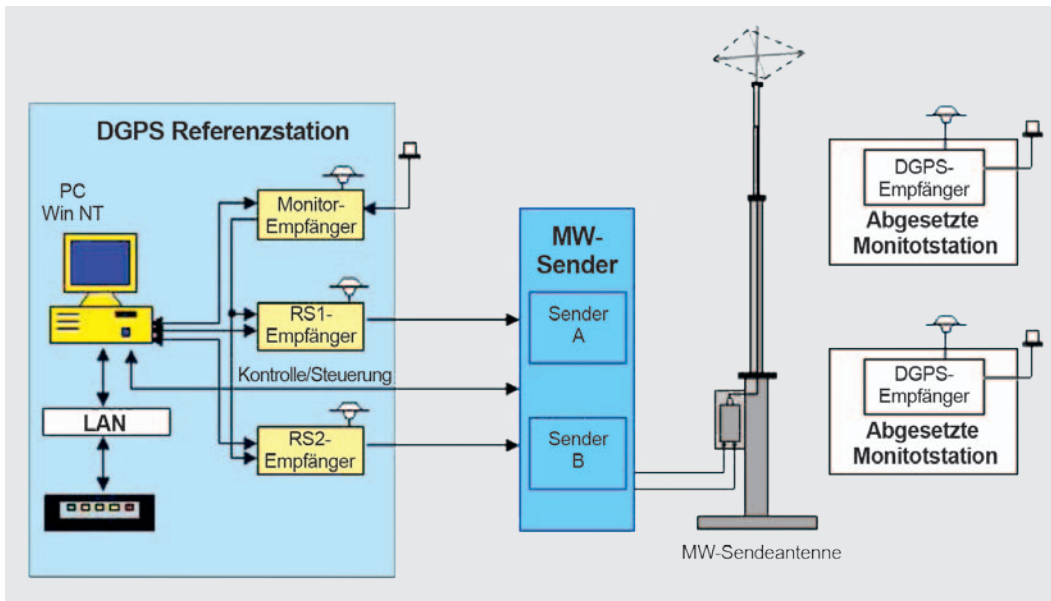 DGPS Referenzstation
PC
Win NT
Monitor-
Empfänger
RS1-
Empfänger
Kontrolle/Steuerung
LAN
RS2-
Empfänger
MW-
Sender
Sender
A
Sender
B
MW-Sendeantenne
DGPS-
Empfänger
Abgesetzte
Monitotstation
DGPS-
Empfänger
Abgesetzte
Monitotstation